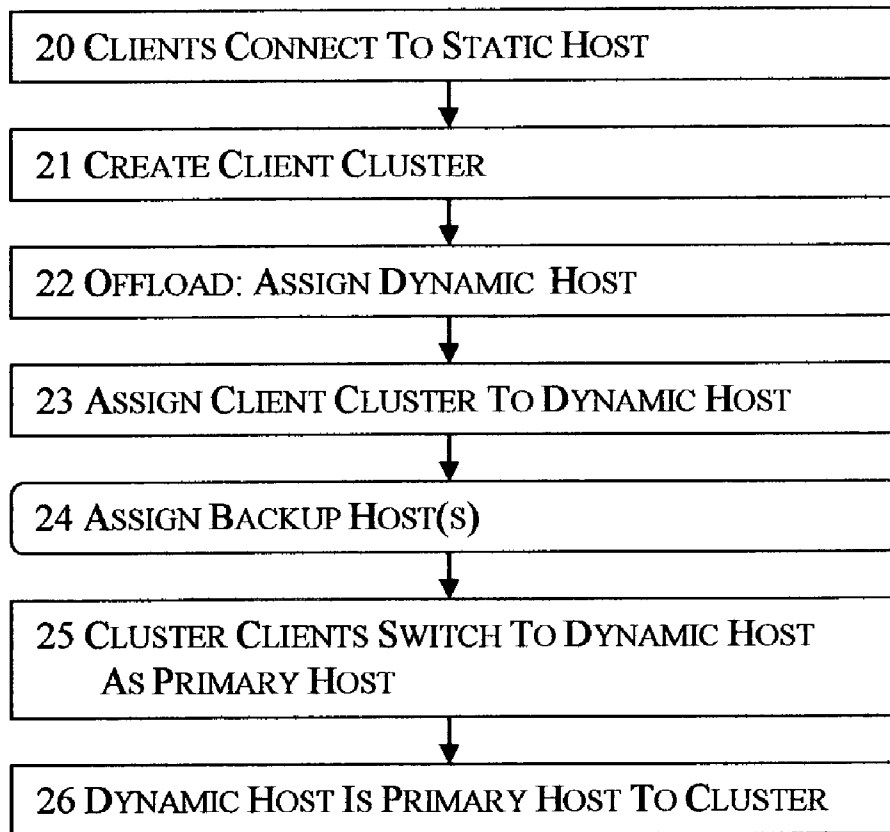 20 CLIENTS CONNECT TO STATIC HOST
21 CREATE CLIENT CLUSTER
22 OFFLOAD: ASSIGN DYNAMIC HOST
23 ASSIGN CLIENT CLUSTER TO DYNAMIC HOST
24 ASSIGN BACKUP HOST(S)
25 CLUSTER CLIENTS SWITCH TO DYNAMIC HOST
AS PRIMARY HOST
26 DYNAMIC HOST IS PRIMARY HOST TO CLUSTER